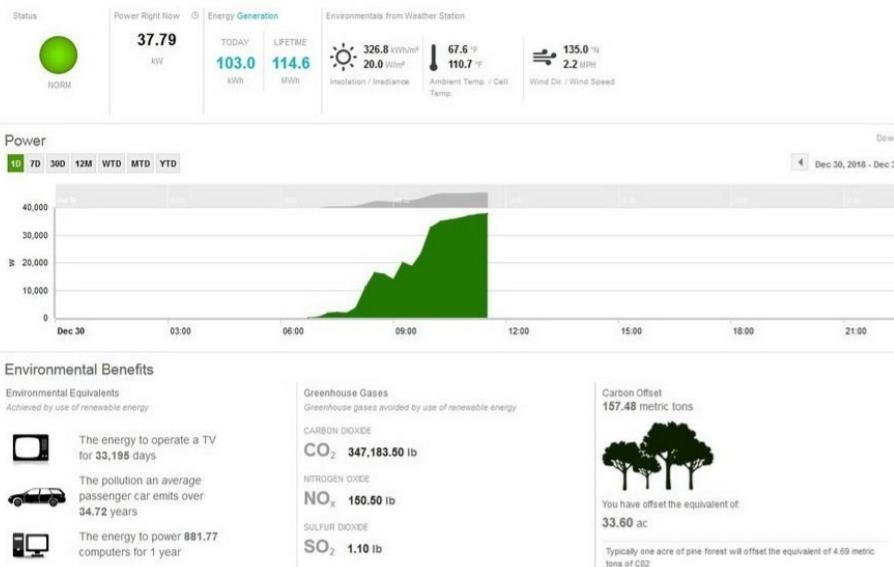 Status
NORM
Power Right Now
37.79
kW
Energy Generation
TODAY
103.0
kWh
LIFETIME
114.6
MWh
Environmentals from Weather Station
326.8 kWh/m²
20.0 W/m²
Insolation / Irradiance
67.6 °F
110.7 °F
Ambient Temp. / Cell
Temp.
135.0 °N
2.2 MPH
Wind Dir. / Wind Speed
Power
Dow
1D 7D 30D 12M WTD MTD YTD
Dec 30, 2018 - Dec 3
40,000
30,000
20,000
10,000
0
W
Dec 30 03:00 06:00 09:00 12:00 15:00 18:00 21:00
Environmental Benefits
Environmental Equivalents
Achieved by use of renewable energy
The energy to operate a TV
for 33,195 days
The pollution an average
passenger car emits over
34.72 years
The energy to power 881.77
computers for 1 year
Greenhouse Gases
Greenhouse gases avoided by use of renewable energy
CARBON DIOXIDE
CO₂ 347,183.50 lb
NITROGEN OXIDE
NOₓ 150.50 lb
SULFUR DIOXIDE
SO₂ 1.10 lb
Carbon Offset
157.48 metric tons
You have offset the equivalent of:
33.60 ac
Typically one acre of pine forest will offset the equivalent of 4.69 metric
tons of C02